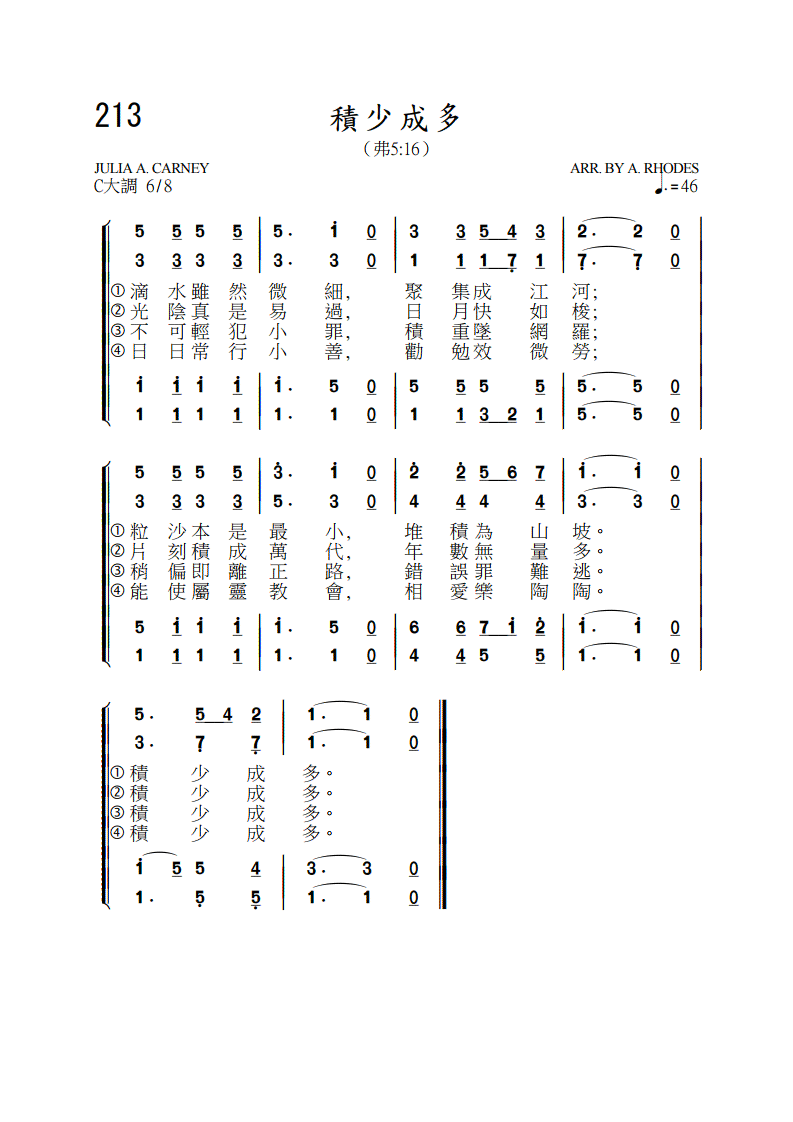 213
積少成多
（弗5:16）
JULIA A. CARNEY
ARR. BY A. RHODES
C大調 6/8
♩.=46
5 5 5 5 | 5. i 0 | 3 3 5 4 3 | 2. 2 0
3 3 3 3 | 3. 3 0 | 1 1 1 7 1 | 7. 7 0
①滴水雖然微細，聚集成江河；
②光陰真是易過，日月快如梭；
③不可輕犯小罪，積重墜網羅；
④日日常行小善，勸勉效微勞；
i i i i | i. 5 0 | 5 5 5 5 | 5. 5 0
1 1 1 1 | 1. 1 0 | 1 1 3 2 1 | 5. 5 0
5 5 5 5 | 3. i 0 | 2 2 5 6 7 | i. i 0
3 3 3 3 | 5. 3 0 | 4 4 4 4 | 3. 3 0
①粒沙本是最小，堆積為山坡。
②片刻積成萬代，年數無量多。
③稍偏即離正路，錯誤罪難逃。
④能使屬靈教會，相愛樂陶陶。
5 i i i | i. 5 0 | 6 6 7 i 2 | i. i 0
1 1 1 1 | 1. 1 0 | 4 4 5 5 | 1. 1 0
5. 5 4 2 | 1. 1 0
3. 7 7 | 1. 1 0
①積少成多。
②積少成多。
③積少成多。
④積少成多。
i 5 5 4 | 3. 3 0
1. 5 5 | 1. 1 0